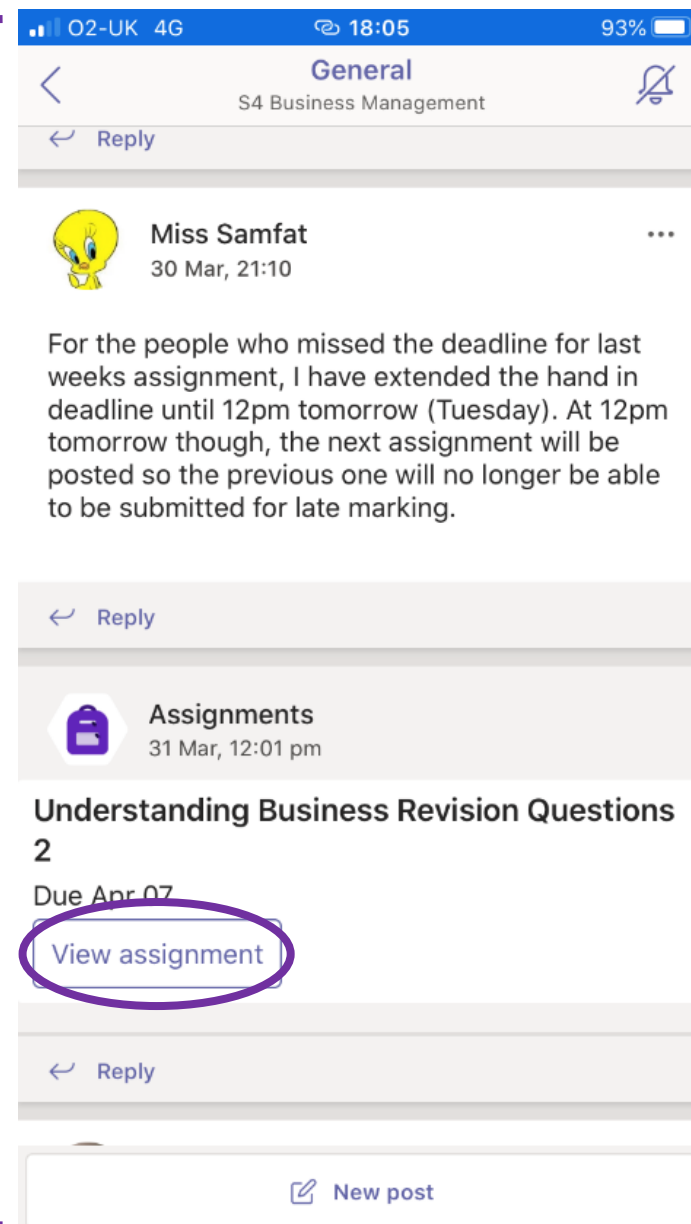 O2-UK 4G 18:05 93%
General
S4 Business Management
Reply
Miss Samfat
30 Mar, 21:10
For the people who missed the deadline for last
weeks assignment, I have extended the hand in
deadline until 12pm tomorrow (Tuesday). At 12pm
tomorrow though, the next assignment will be
posted so the previous one will no longer be able
to be submitted for late marking.
Reply
Assignments
31 Mar, 12:01 pm
Understanding Business Revision Questions
2
Due Apr 07
View assignment
Reply
New post